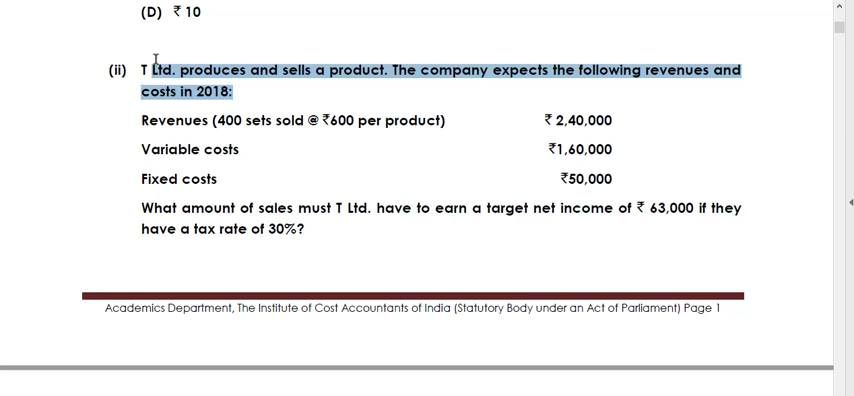 (D) ₹ 10
(ii) T Ltd. produces and sells a product. The company expects the following revenues and
costs in 2018:
Revenues (400 sets sold @ ₹600 per product) ₹ 2,40,000
Variable costs ₹1,60,000
Fixed costs ₹50,000
What amount of sales must T Ltd. have to earn a target net income of ₹ 63,000 if they
have a tax rate of 30%?
Academics Department, The Institute of Cost Accountants of India (Statutory Body under an Act of Parliament) Page 1